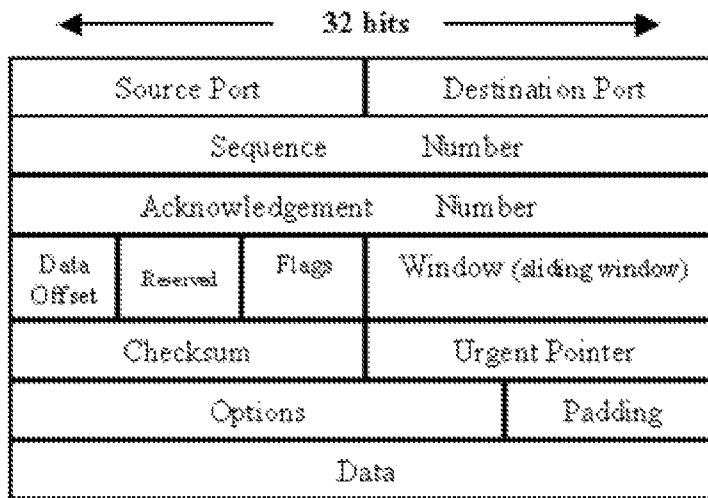 32 bits
Source Port Destination Port
Sequence Number
Acknowledgement Number
Data Offset Reserved Flags Window (sliding window)
Checksum Urgent Pointer
Options Padding
Data